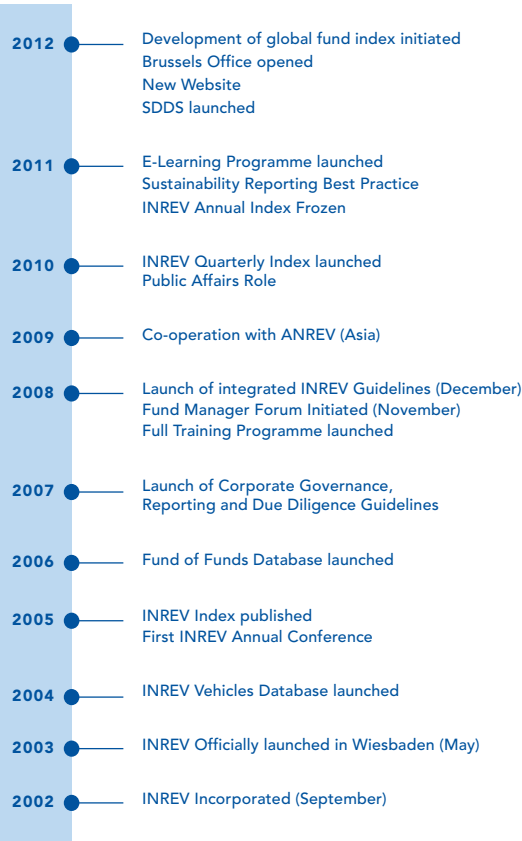 2012
Development of global fund index initiated
Brussels Office opened
New Website
SDDS launched
2011
E-Learning Programme launched
Sustainability Reporting Best Practice
INREV Annual Index Frozen
2010
INREV Quarterly Index launched
Public Affairs Role
2009
Co-operation with ANREV (Asia)
2008
Launch of integrated INREV Guidelines (December)
Fund Manager Forum Initiated (November)
Full Training Programme launched
2007
Launch of Corporate Governance,
Reporting and Due Diligence Guidelines
2006
Fund of Funds Database launched
2005
INREV Index published
First INREV Annual Conference
2004
INREV Vehicles Database launched
2003
INREV Officially launched in Wiesbaden (May)
2002
INREV Incorporated (September)